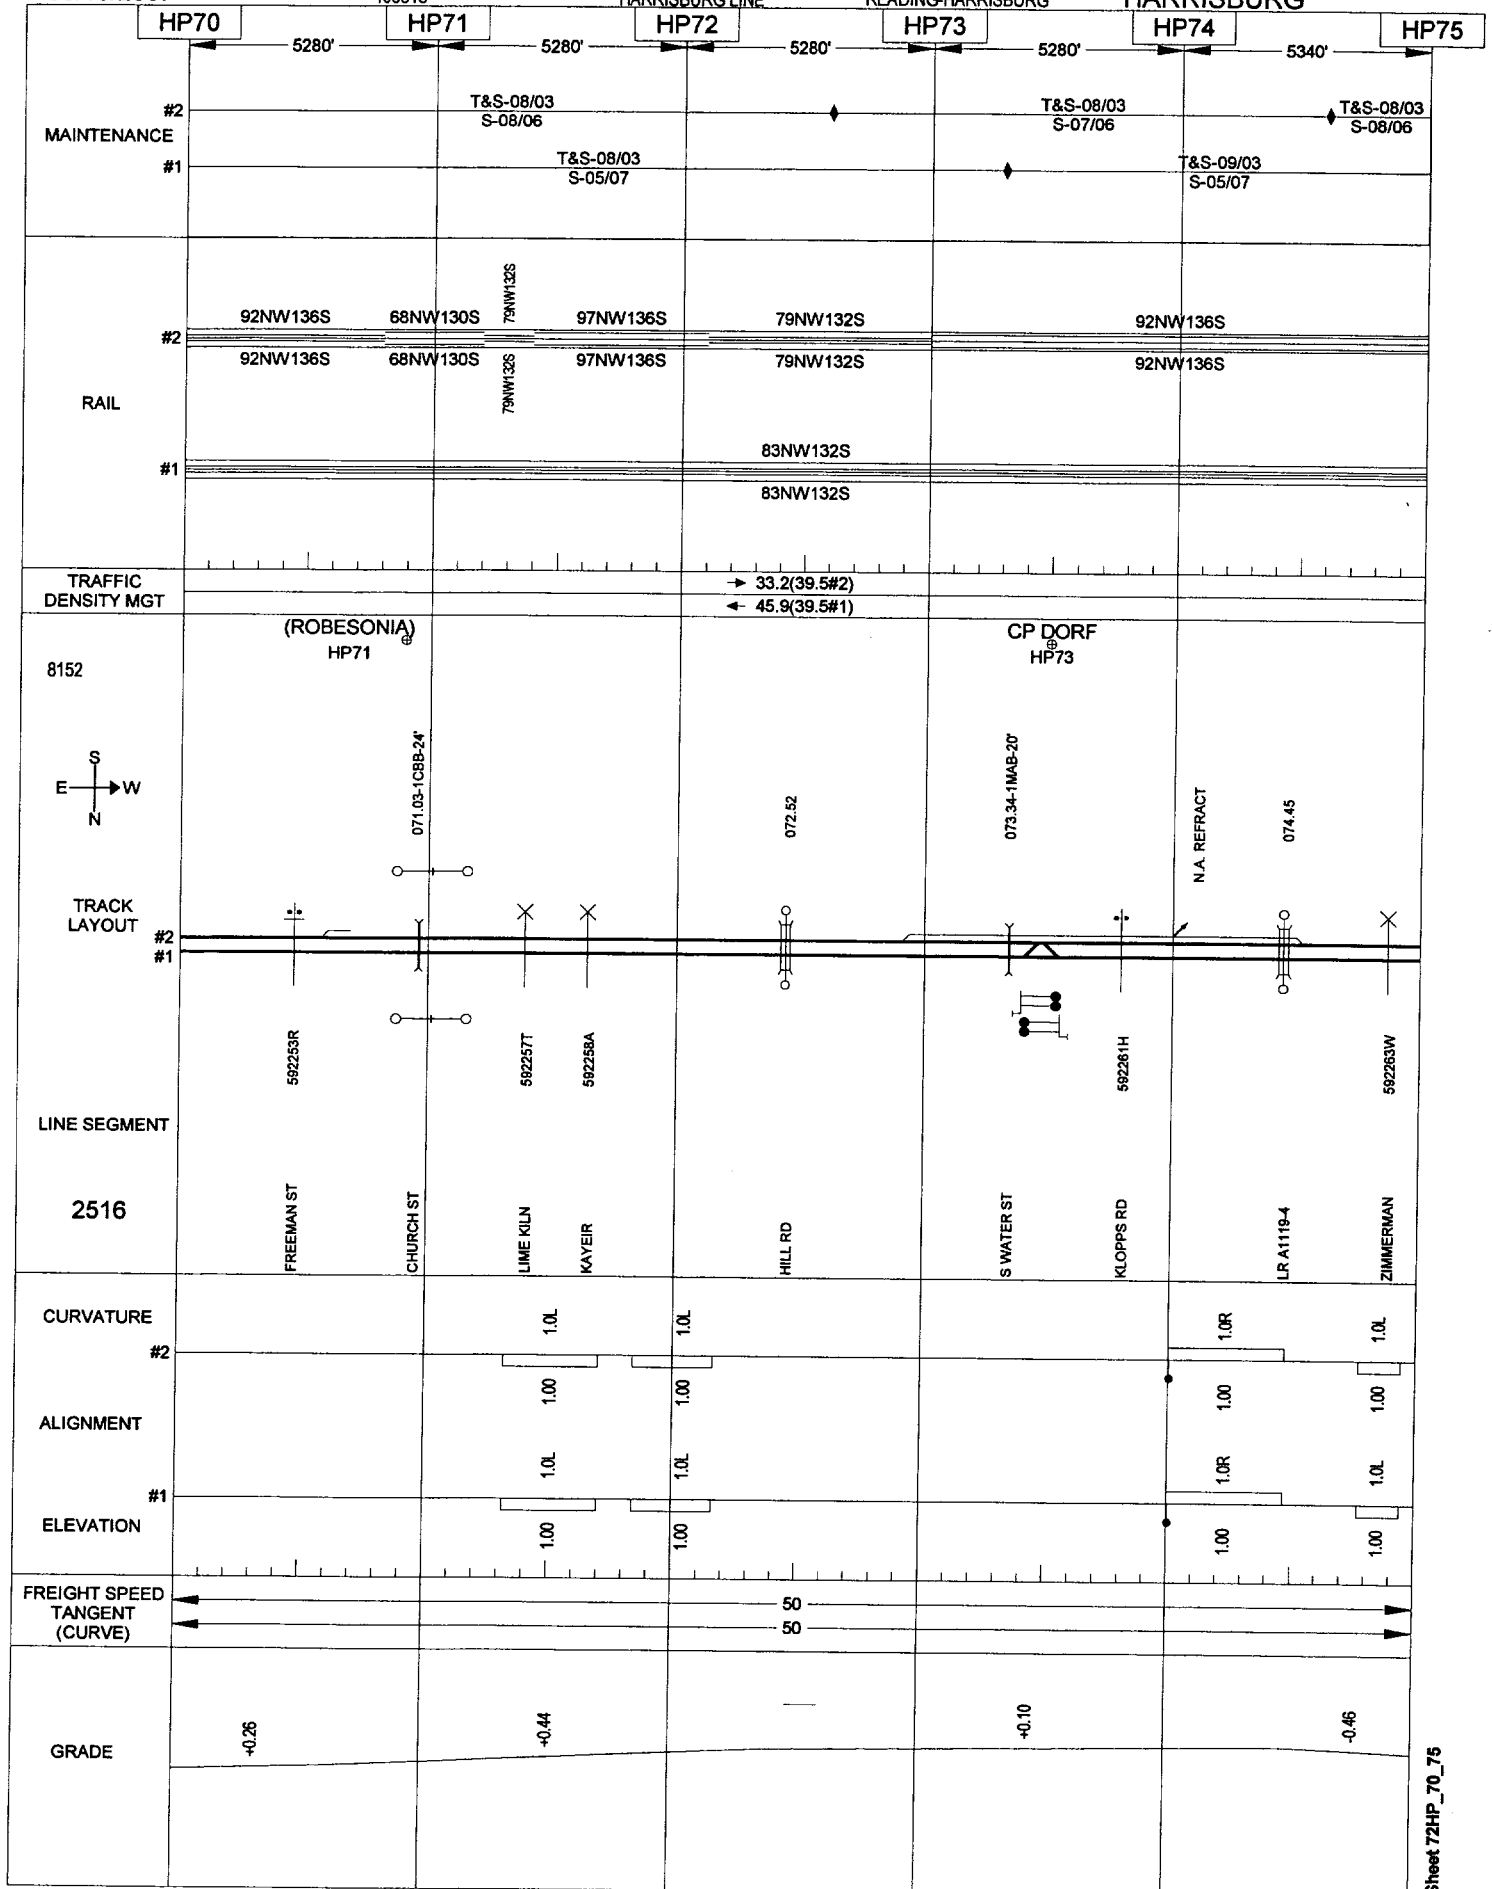 HARRISBURG LINE READING-HARRISBURG HARRISBURG
HP70 HP71 HP72 HP73 HP74 HP75
5280' 5280' 5280' 5280' 5340'
MAINTENANCE
#2 T&S-08/03 T&S-08/03 T&S-08/03
S-08/06 S-07/06 S-08/06
#1 T&S-08/03 T&S-09/03
S-05/07 S-05/07
RAIL
#2
92NW136S 68NW130S 79NW132S 97NW136S 79NW132S 92NW136S
92NW136S 68NW130S 79NW132S 97NW136S 79NW132S 92NW136S
#1
83NW132S
83NW132S
TRAFFIC
DENSITY MGT
33.2(39.5#2)
45.9(39.5#1)
(ROBESONIA) CP DORF
HP71 HP73
8152
S
E W
N
071.03-1CBB-24' 072.52 073.34-1MAB-20' N.A. REFRACT 074.45
TRACK
LAYOUT
#2
#1
592253R 592257T 592258A 592261H 592263W
LINE SEGMENT
2516
FREEMAN ST CHURCH ST LIME KILN KAYEIR HILL RD S WATER ST KLOPPS RD LR A1119-4 ZIMMERMAN
CURVATURE
#2
1.0L 1.0L 1.0R 1.0L
1.00 1.00 1.00 1.00
ALIGNMENT
#1
1.0L 1.0L 1.0R 1.0L
ELEVATION
1.00 1.00 1.00 1.00
FREIGHT SPEED
TANGENT
(CURVE)
50
50
GRADE
+0.26 +0.44 +0.10 -0.46
Sheet 72HP_70_75